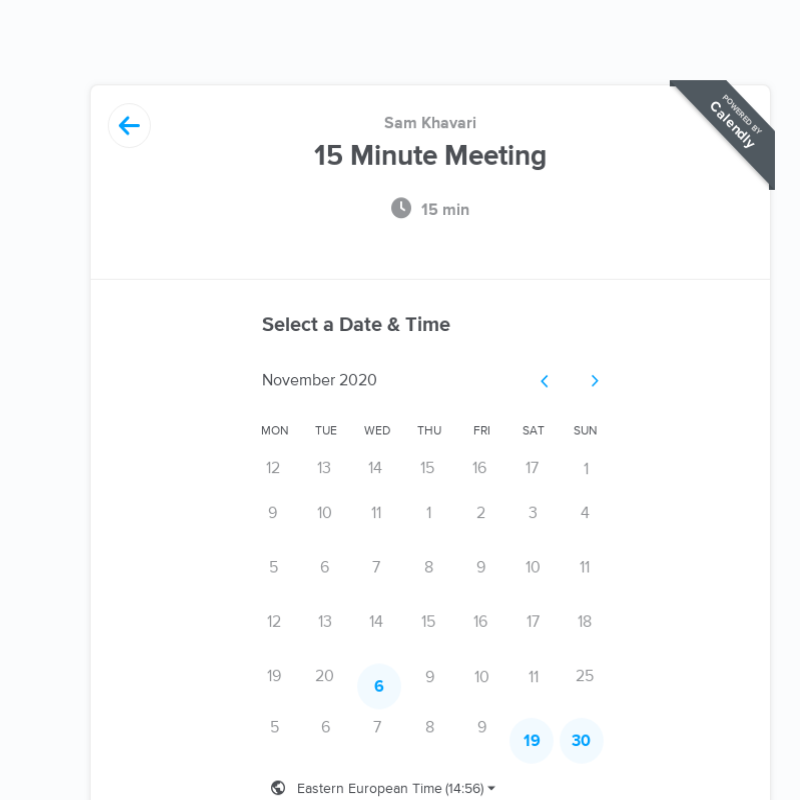 POWERED BY
Calendly
Sam Khavari
15 Minute Meeting
15 min
Select a Date & Time
November 2020
MON TUE WED THU FRI SAT SUN
12 13 14 15 16 17 1
9 10 11 1 2 3 4
5 6 7 8 9 10 11
12 13 14 15 16 17 18
19 20 6 9 10 11 25
5 6 7 8 9 19 30
Eastern European Time (14:56)